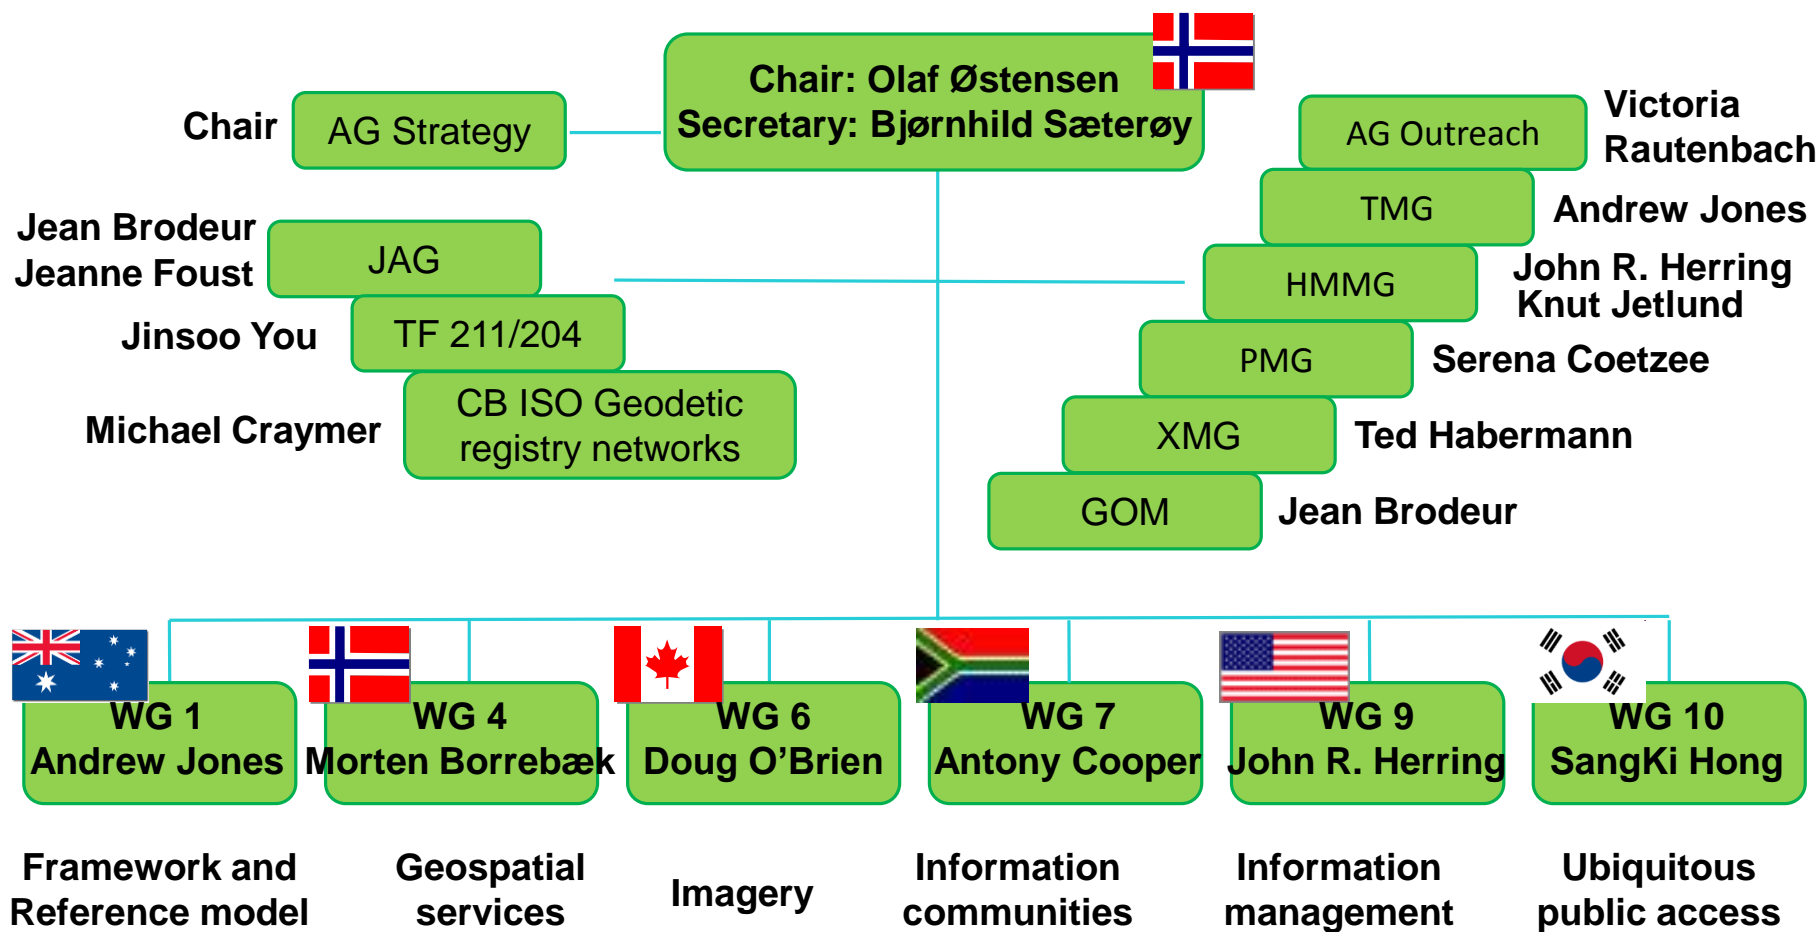 Chair: Olaf Østensen
Secretary: Bjørnhild Sæterøy
Chair
AG Strategy
Jean Brodeur
Jeanne Foust
JAG
Jinsoo You
TF 211/204
Michael Craymer
CB ISO Geodetic
registry networks
AG Outreach
Victoria
Rautenbach
TMG
Andrew Jones
HMMG
John R. Herring
Knut Jetlund
PMG
Serena Coetzee
XMG
Ted Habermann
GOM
Jean Brodeur
WG 1
Andrew Jones
WG 4
Morten Borrebæk
WG 6
Doug O’Brien
WG 7
Antony Cooper
WG 9
John R. Herring
WG 10
SangKi Hong
Framework and
Reference model
Geospatial
services
Imagery
Information
communities
Information
management
Ubiquitous
public access